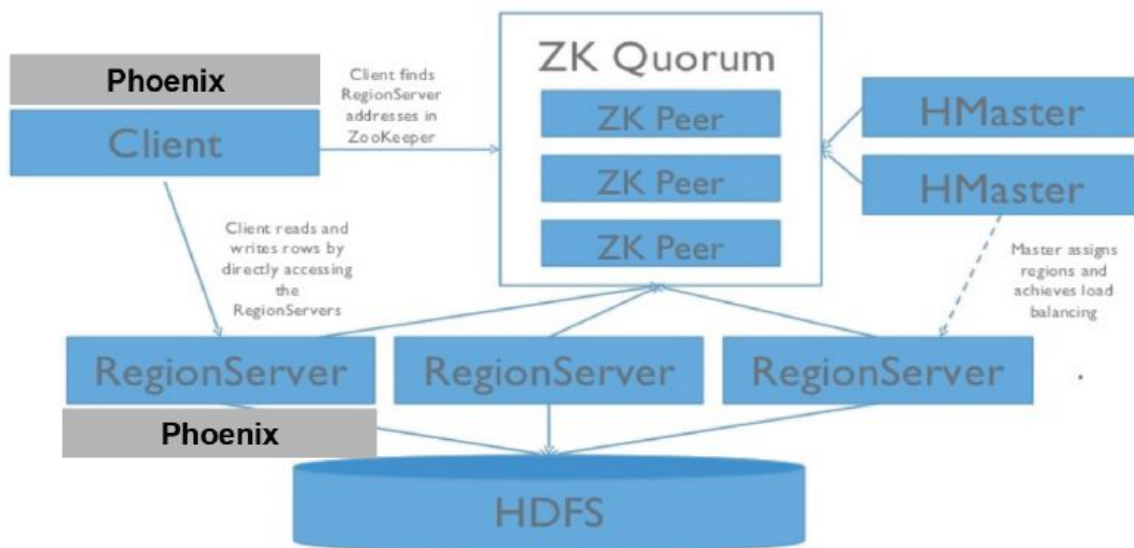 Phoenix
Client
Client finds
RegionServer
addresses in
ZooKeeper
ZK Quorum
ZK Peer
ZK Peer
ZK Peer
HMaster
HMaster
Client reads and
writes rows by
directly accessing
the
RegionServers
Master assigns
regions and
achieves load
balancing
RegionServer
RegionServer
RegionServer
Phoenix
HDFS